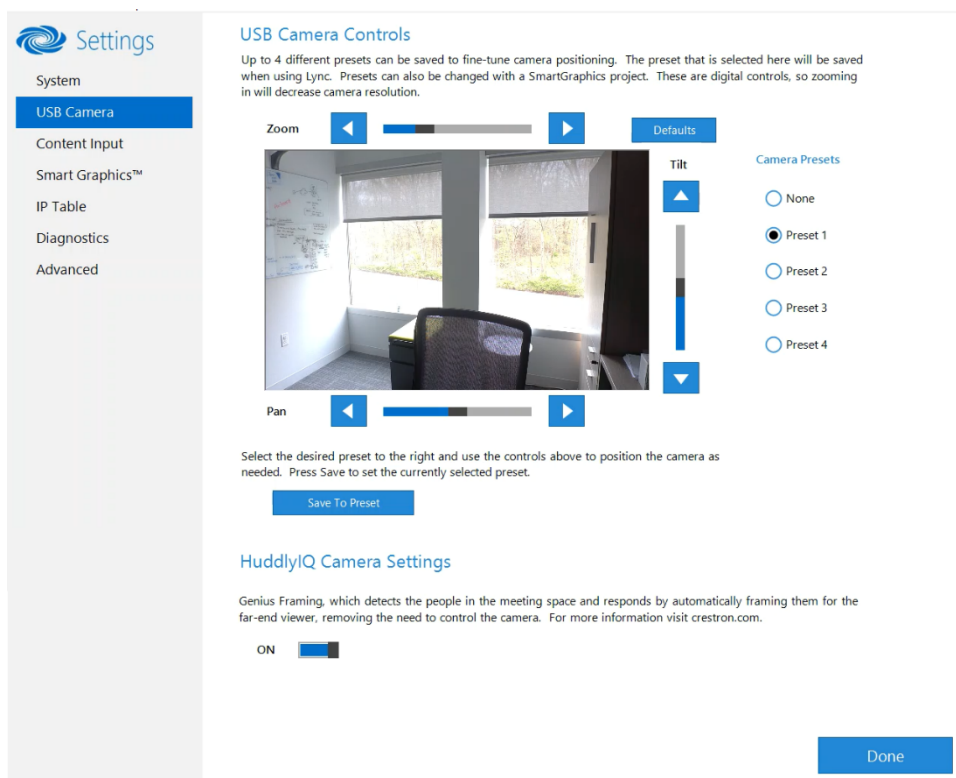 Settings
System
USB Camera
Content Input
Smart Graphics™
IP Table
Diagnostics
Advanced
USB Camera Controls
Up to 4 different presets can be saved to fine-tune camera positioning. The preset that is selected here will be saved
when using Lync. Presets can also be changed with a SmartGraphics project. These are digital controls, so zooming
in will decrease camera resolution.
Zoom
Defaults
Tilt
Camera Presets
None
Preset 1
Preset 2
Preset 3
Preset 4
Pan
Select the desired preset to the right and use the controls above to position the camera as
needed. Press Save to set the currently selected preset.
Save To Preset
HuddlyIQ Camera Settings
Genius Framing, which detects the people in the meeting space and responds by automatically framing them for the
far-end viewer, removing the need to control the camera. For more information visit crestron.com.
ON
Done